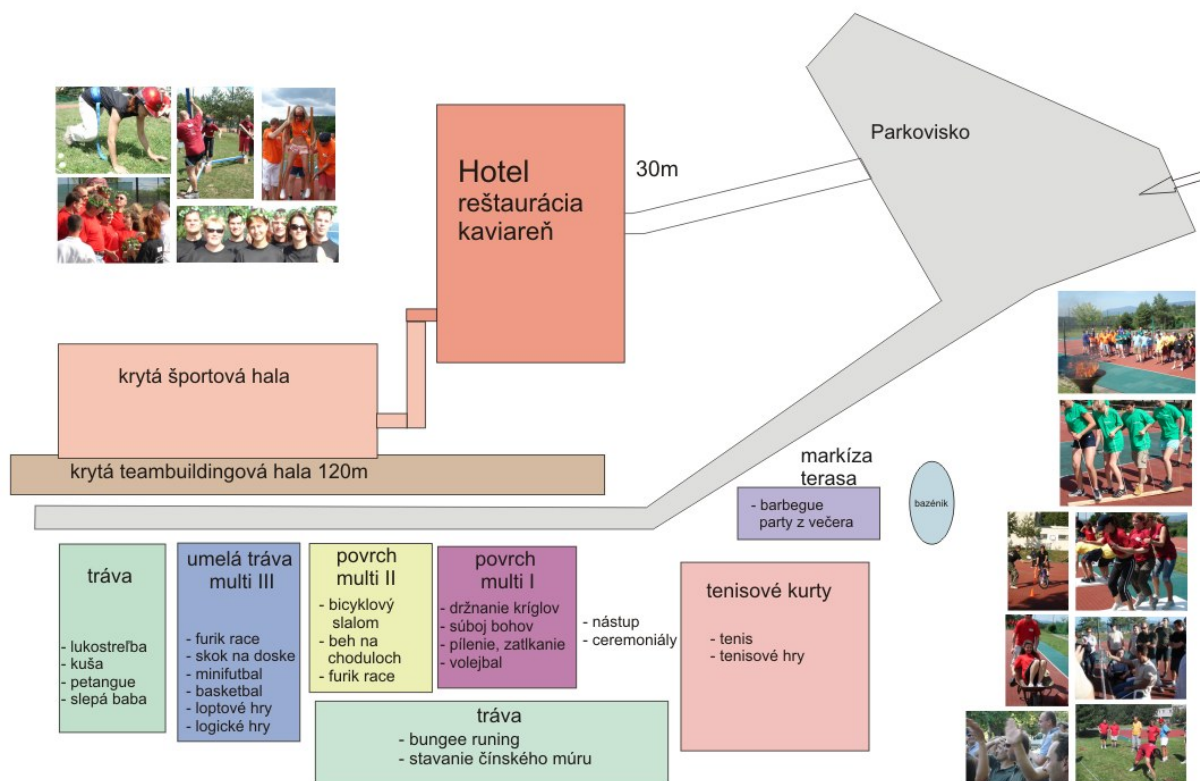 Hotel
reštaurácia
kaviareň
30m
Parkovisko
krytá športová hala
krytá teambuildingová hala 120m
markíza
terasa
- barbegue
party z večera
bazénik
tráva
- lukostreľba
- kuša
- petangue
- slepá baba
umelá tráva
multi III
- furik race
- skok na doske
- minifutbal
- basketbal
- loptové hry
- logické hry
povrch
multi II
- bicyklový
slalom
- beh na
choduloch
- furik race
povrch
multi I
- držnanie kríglov
- súboj bohov
- pílenie, zatlkanie
- volejbal
- nástup
- ceremoniály
tenisové kurty
- tenis
- tenisové hry
tráva
- bungee runing
- stavanie čínského múru